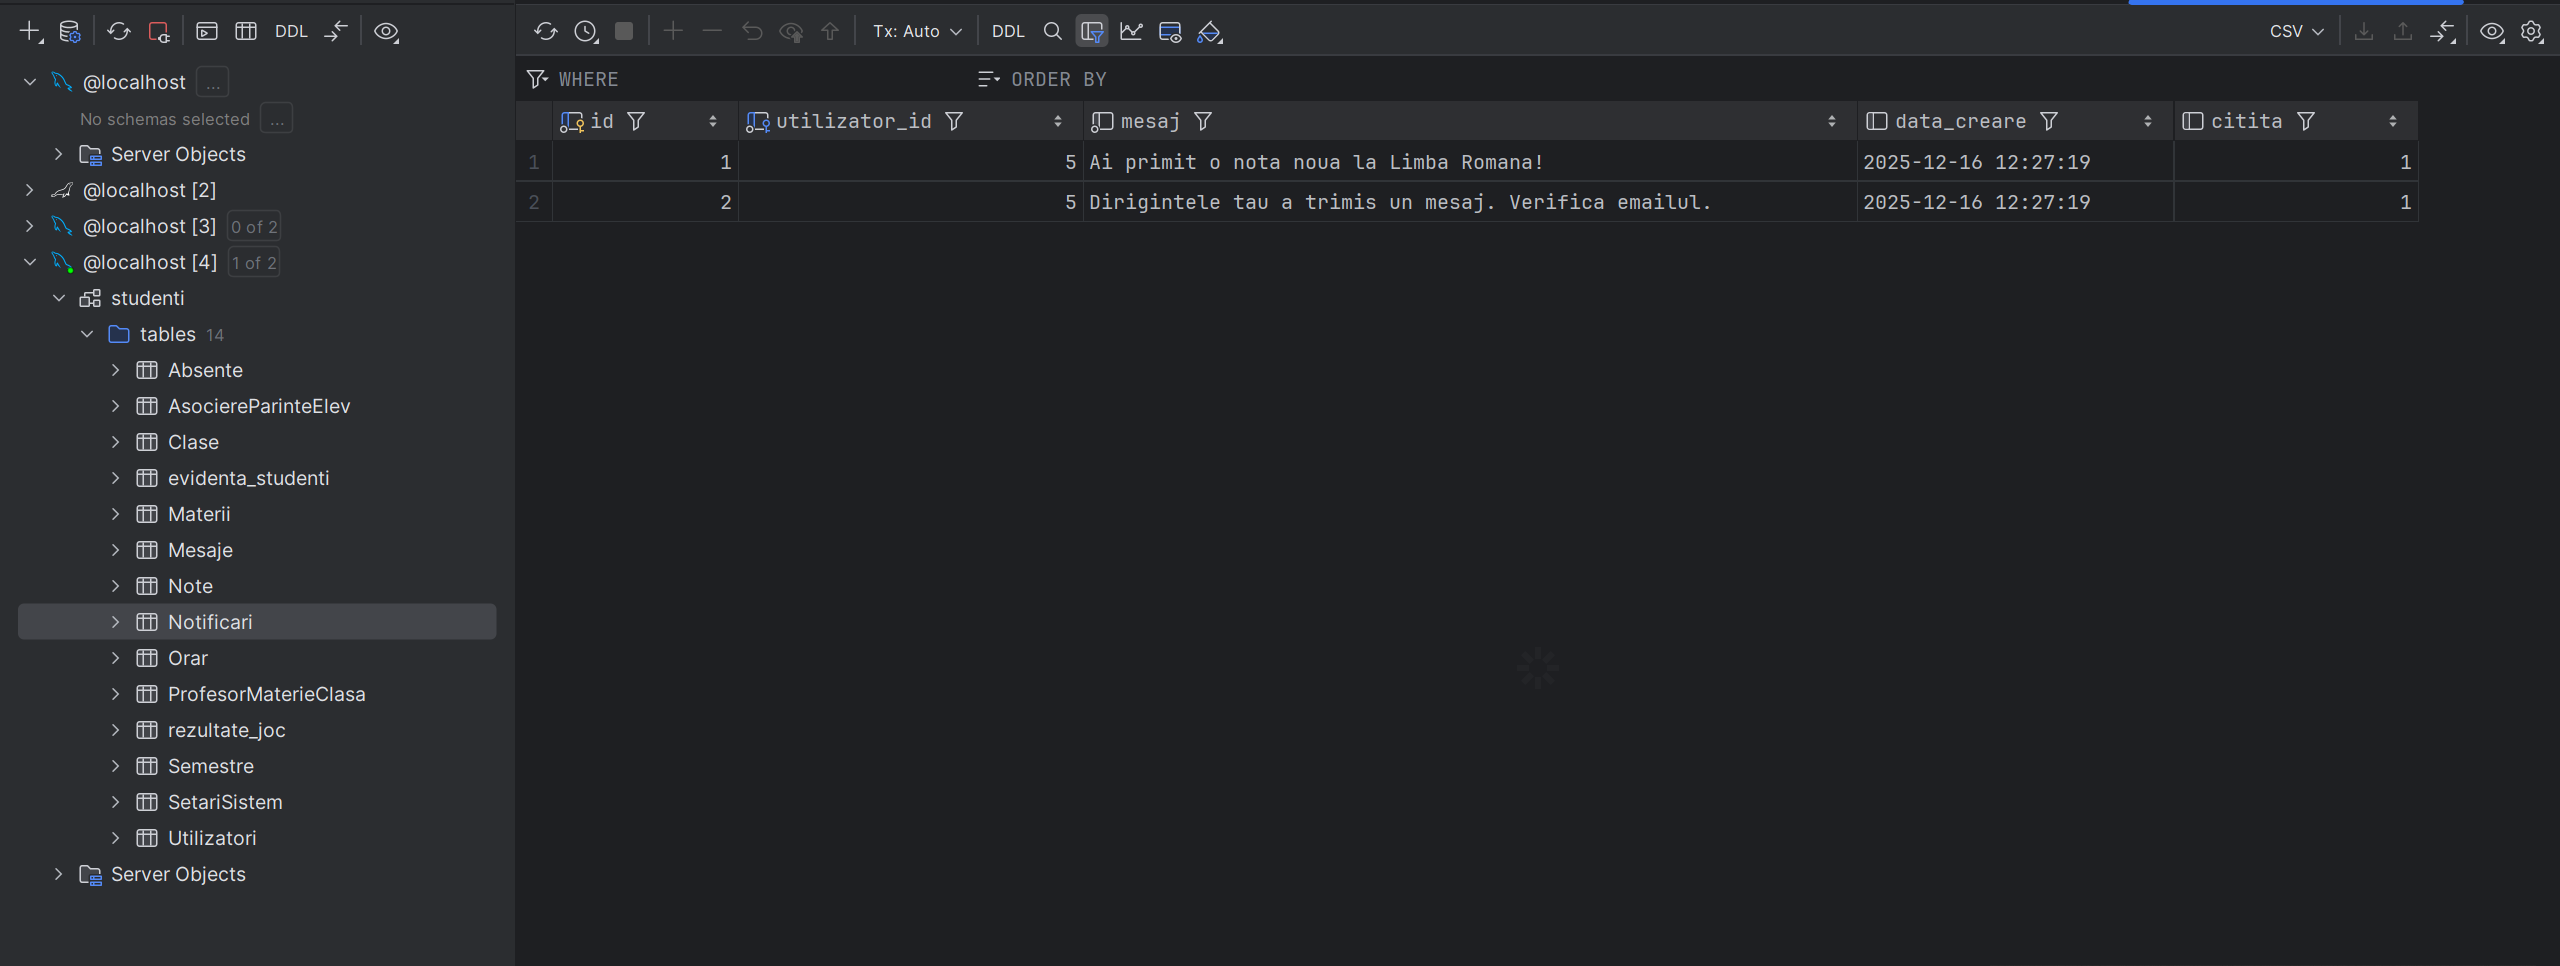 DDL
Tx: Auto
DDL
CSV
@localhost ...
No schemas selected ...
Server Objects
@localhost [2]
@localhost [3] 0 of 2
@localhost [4] 1 of 2
studenti
tables 14
Absente
AsociereParinteElev
Clase
evidenta_studenti
Materii
Mesaje
Note
Notificari
Orar
ProfesorMaterieClasa
rezultate_joc
Semestre
SetariSistem
Utilizatori
Server Objects
WHERE ORDER BY
id utilizator_id mesaj data_creare citita
1 1 5 Ai primit o nota noua la Limba Romana! 2025-12-16 12:27:19 1
2 2 5 Dirigintele tau a trimis un mesaj. Verifica emailul. 2025-12-16 12:27:19 1